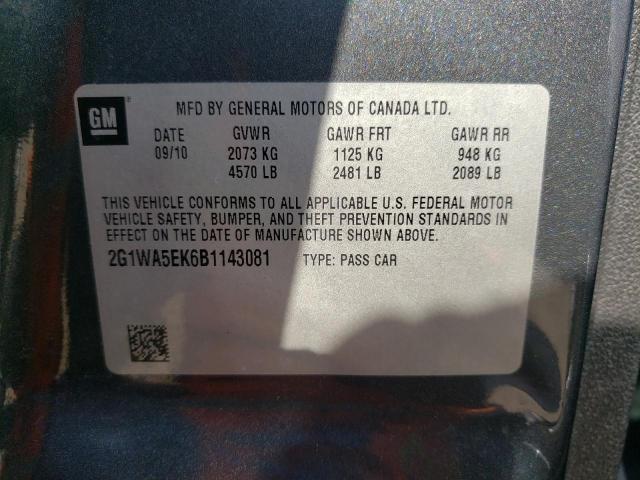 GM
MFD BY GENERAL MOTORS OF CANADA LTD.
DATE GVWR GAWR FRT GAWR RR
09/10 2073 KG 1125 KG 948 KG
4570 LB 2481 LB 2089 LB
THIS VEHICLE CONFORMS TO ALL APPLICABLE U.S. FEDERAL MOTOR
VEHICLE SAFETY, BUMPER, AND THEFT PREVENTION STANDARDS IN
EFFECT ON THE DATE OF MANUFACTURE SHOWN ABOVE.
2G1WA5EK6B1143081 TYPE: PASS CAR